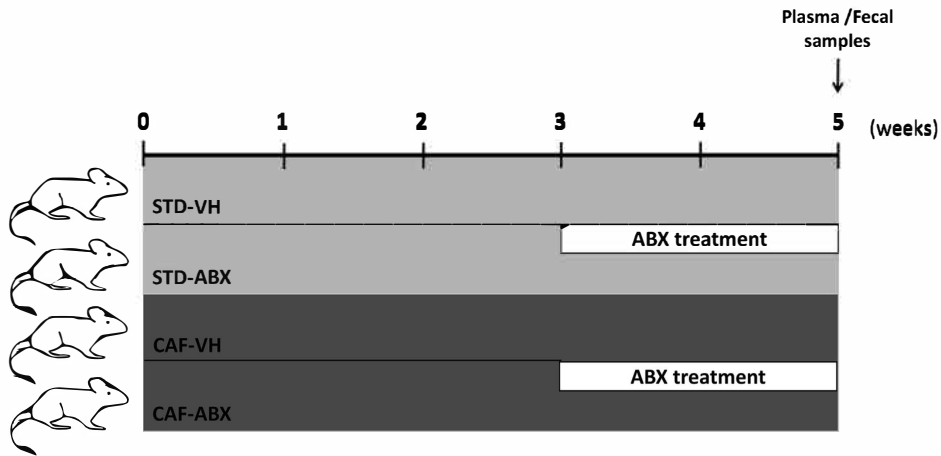 Plasma /Fecal
samples
0 1 2 3 4 5 (weeks)
STD-VH
ABX treatment
STD-ABX
CAF-VH
ABX treatment
CAF-ABX